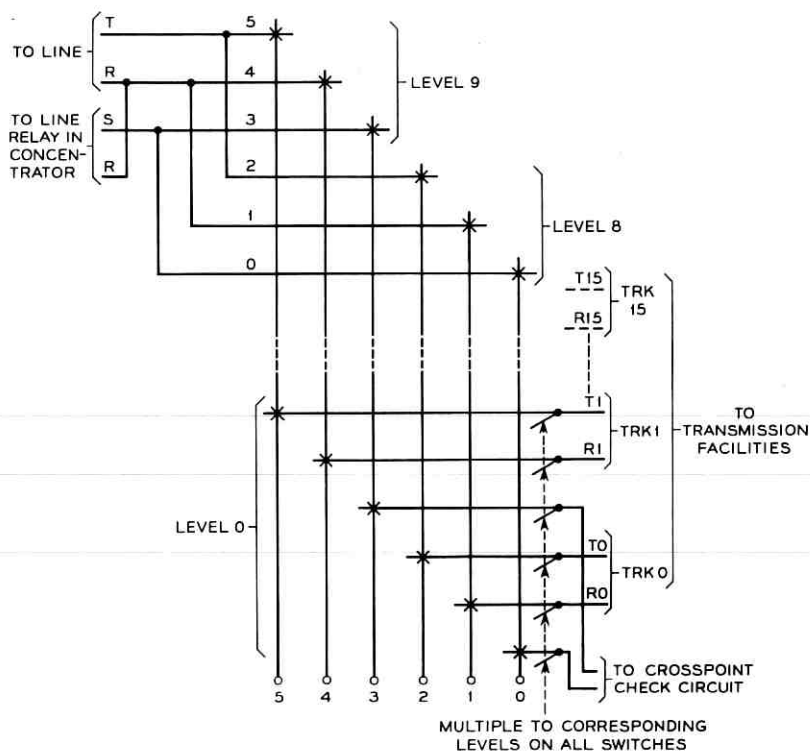 T 5
TO LINE
R 4
LEVEL 9
TO LINE
RELAY IN
CONCEN-
TRATOR
S 3
R
2
1
LEVEL 8
0
T15
TRK
15
R15
T1
TRK1
R1
TO
TRANSMISSION
FACILITIES
LEVEL 0
T0
TRK0
R0
TO CROSSPOINT
CHECK CIRCUIT
5 4 3 2 1 0
MULTIPLE TO CORRESPONDING
LEVELS ON ALL SWITCHES